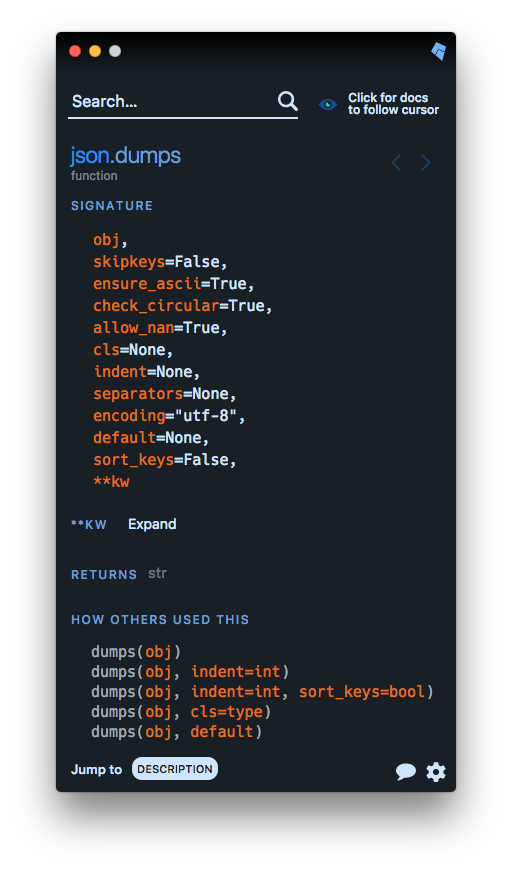 Search...
Click for docs
to follow cursor
json.dumps
function
SIGNATURE
obj,
skipkeys=False,
ensure_ascii=True,
check_circular=True,
allow_nan=True,
cls=None,
indent=None,
separators=None,
encoding="utf-8",
default=None,
sort_keys=False,
**kw
**KW Expand
RETURNS str
HOW OTHERS USED THIS
dumps(obj)
dumps(obj, indent=int)
dumps(obj, indent=int, sort_keys=bool)
dumps(obj, cls=type)
dumps(obj, default)
Jump to DESCRIPTION